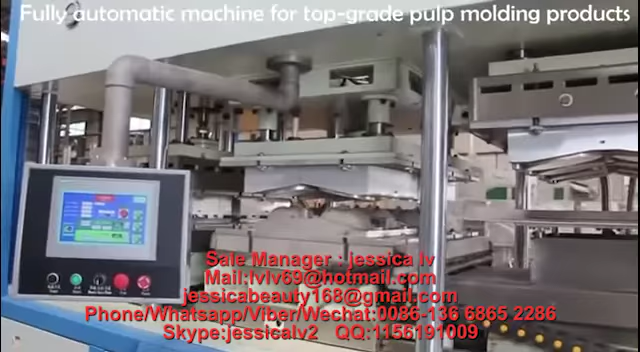 Fully automatic machine for top-grade pulp molding products
Sale Manager : jessica lv
Mail:lvlv69@hotmail.com
jessicabeauty168@gmail.com
Phone/Whatsapp/Viber/Wechat:0086-136 6865 2286
Skype:jessicalv2 QQ:1156191009